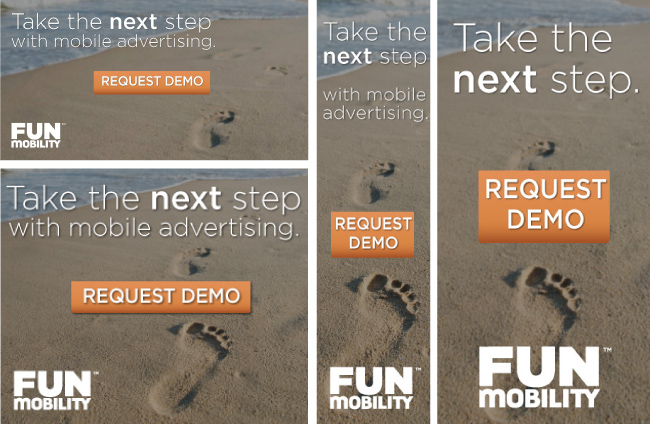 Take the next step
with mobile advertising.
REQUEST DEMO
FUN™
MOBILITY
Take the next step
with mobile advertising.
REQUEST DEMO
FUN™
MOBILITY
Take the
next step
with mobile
advertising.
REQUEST
DEMO
FUN™
MOBILITY
Take the
next step.
REQUEST
DEMO
FUN™
MOBILITY